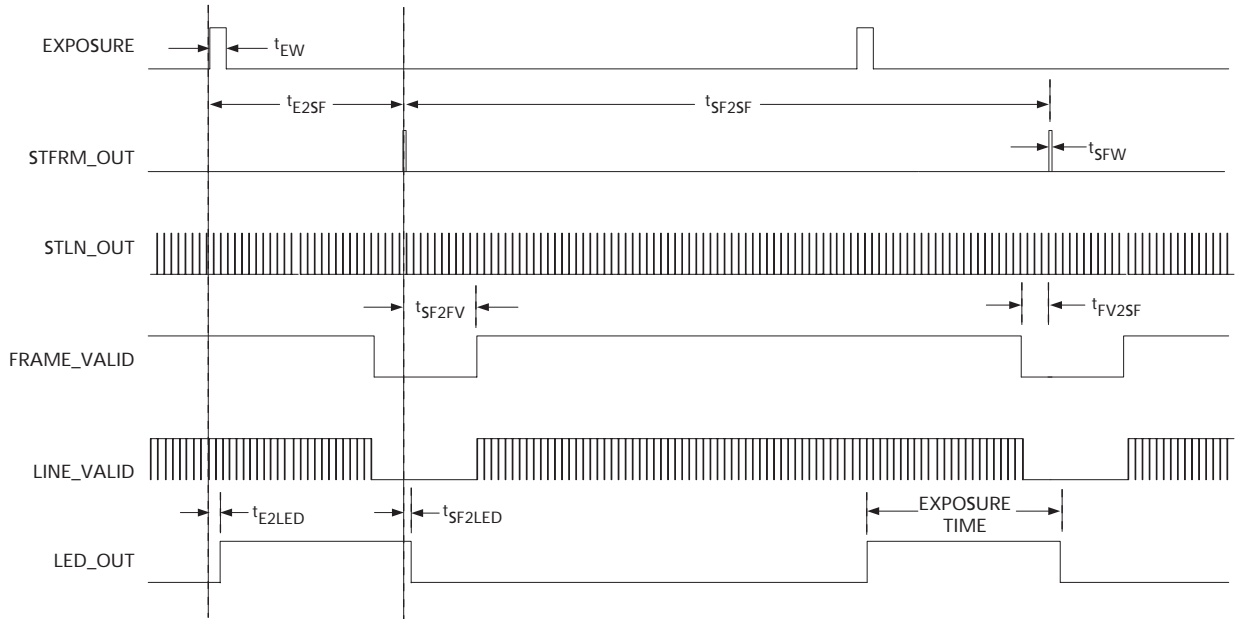 EXPOSURE
tEW
tE2SF
tSF2SF
STFRM_OUT
tSFW
STLN_OUT
tSF2FV
tFV2SF
FRAME_VALID
LINE_VALID
tE2LED
tSF2LED
EXPOSURE
TIME
LED_OUT